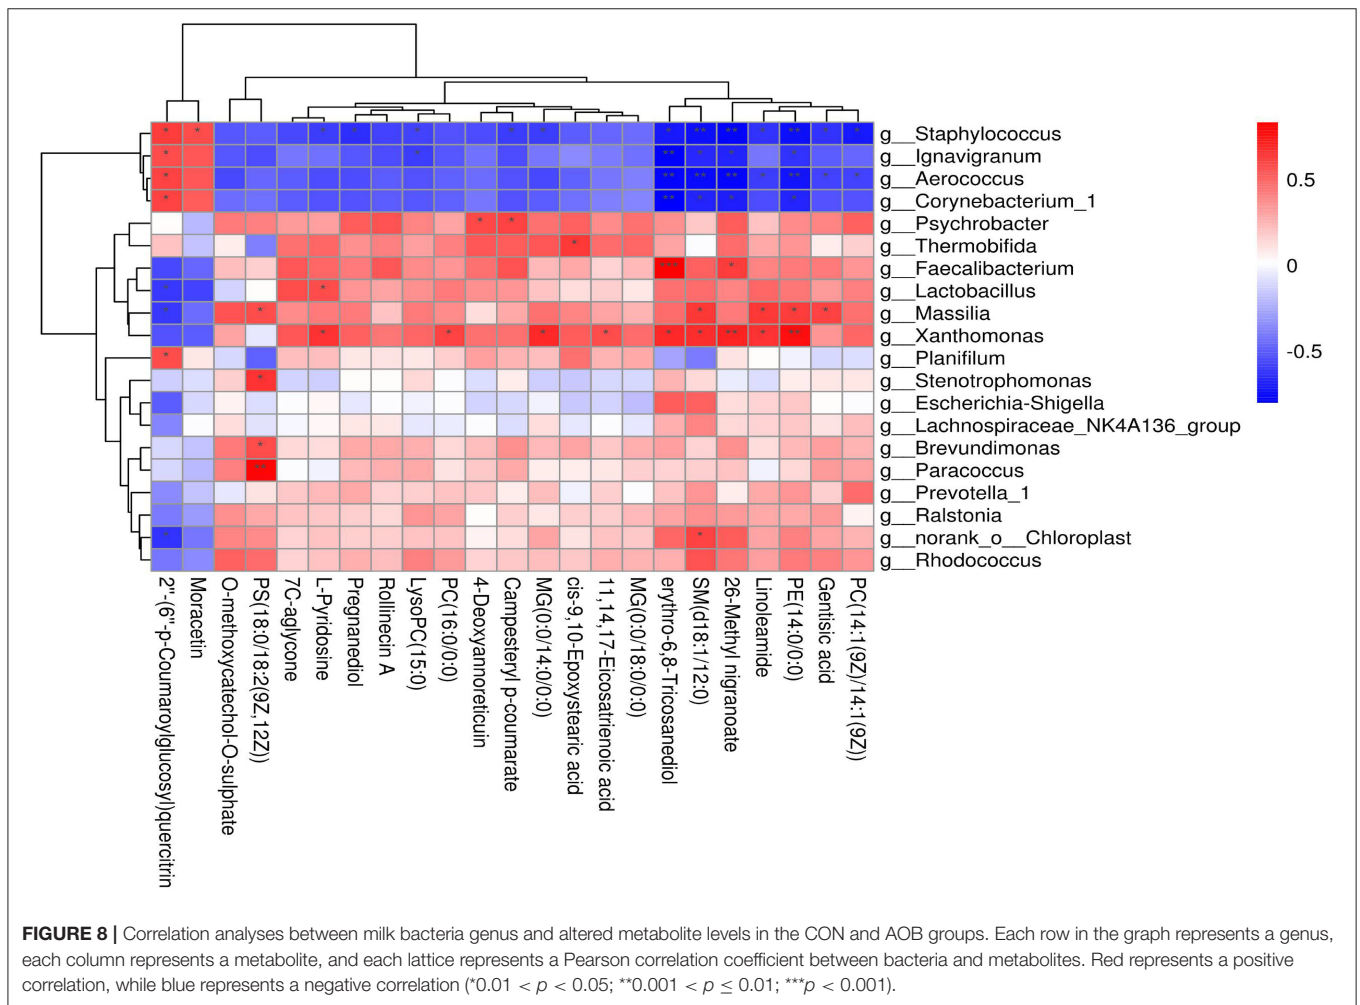 g__Staphylococcus
g__Ignavigranum
g__Aerococcus
g__Corynebacterium_1
g__Psychrobacter
g__Thermobifida
g__Faecalibacterium
g__Lactobacillus
g__Massilia
g__Xanthomonas
g__Planifilum
g__Stenotrophomonas
g__Escherichia-Shigella
g__Lachnospiraceae_NK4A136_group
g__Brevundimonas
g__Paracoccus
g__Prevotella_1
g__Ralstonia
g__norank_o__Chloroplast
g__Rhodococcus
0.5
0
-0.5
2"-(6"-p-Coumaroylglucosyl)quercitrin
Moracetin
O-methoxycatechol-O-sulphate
PS(18:0/18:2(9Z,12Z))
7C-aglycone
L-Pyridosine
Pregnanediol
Rollinecin A
LysoPC(15:0)
PC(16:0/0:0)
4-Deoxyannoreticuin
Campesteryl p-coumarate
MG(0:0/14:0/0:0)
cis-9,10-Epoxystearic acid
11,14,17-Eicosatrienoic acid
MG(0:0/18:0/0:0)
erythro-6,8-Tricosanediol
SM(d18:1/12:0)
26-Methyl nigranoate
Linoleamide
PE(14:0/0:0)
Gentisic acid
PC(14:1(9Z)/14:1(9Z))
FIGURE 8 | Correlation analyses between milk bacteria genus and altered metabolite levels in the CON and AOB groups. Each row in the graph represents a genus,
each column represents a metabolite, and each lattice represents a Pearson correlation coefficient between bacteria and metabolites. Red represents a positive
correlation, while blue represents a negative correlation (*0.01 < p < 0.05; **0.001 < p ≤ 0.01; ***p < 0.001).